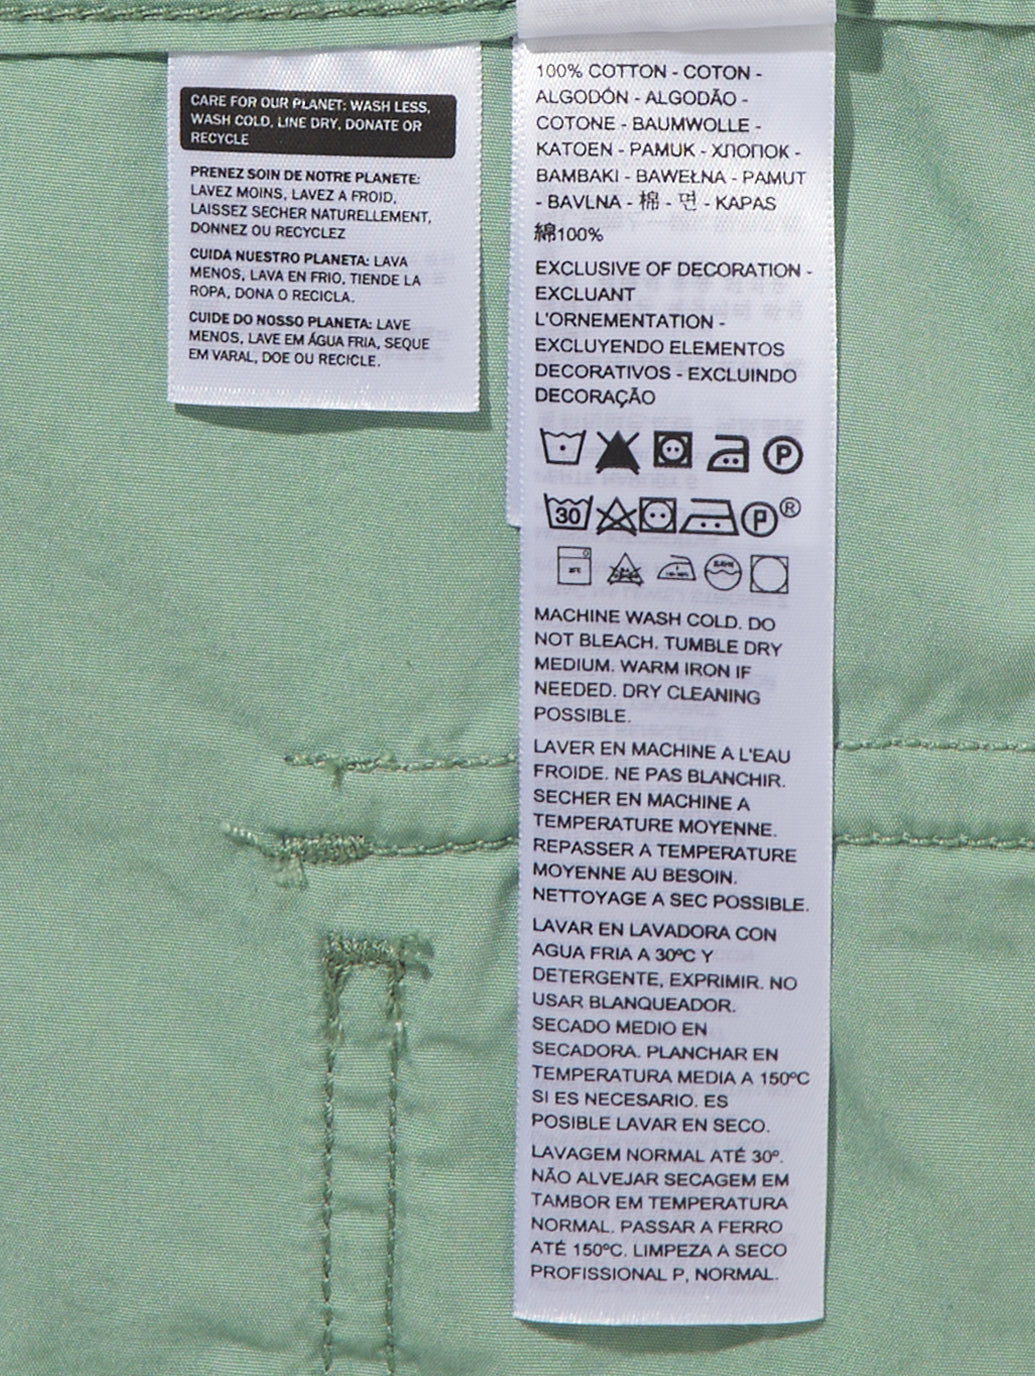 CARE FOR OUR PLANET: WASH LESS,
WASH COLD, LINE DRY, DONATE OR
RECYCLE
PRENEZ SOIN DE NOTRE PLANETE:
LAVEZ MOINS, LAVEZ A FROID,
LAISSEZ SECHER NATURELLEMENT,
DONNEZ OU RECYCLEZ
CUIDA NUESTRO PLANETA: LAVA
MENOS, LAVA EN FRIO, TIENDE LA
ROPA, DONA O RECICLA.
CUIDE DO NOSSO PLANETA: LAVE
MENOS, LAVE EM ÁGUA FRIA, SEQUE
EM VARAL, DOE OU RECICLE.
100% COTTON - COTON -
ALGODÓN - ALGODÃO -
COTONE - BAUMWOLLE -
KATOEN - PAMUK - ХЛОПОК -
BAMBAKI - BAWEŁNA - PAMUT
- BAVLNA - 棉 - 면 - KAPAS
綿100%
EXCLUSIVE OF DECORATION -
EXCLUANT
L'ORNEMENTATION -
EXCLUYENDO ELEMENTOS
DECORATIVOS - EXCLUINDO
DECORAÇÃO
P
30 P ®
MACHINE WASH COLD. DO
NOT BLEACH. TUMBLE DRY
MEDIUM. WARM IRON IF
NEEDED. DRY CLEANING
POSSIBLE.
LAVER EN MACHINE A L'EAU
FROIDE. NE PAS BLANCHIR.
SECHER EN MACHINE A
TEMPERATURE MOYENNE.
REPASSER A TEMPERATURE
MOYENNE AU BESOIN.
NETTOYAGE A SEC POSSIBLE.
LAVAR EN LAVADORA CON
AGUA FRIA A 30ºC Y
DETERGENTE, EXPRIMIR. NO
USAR BLANQUEADOR.
SECADO MEDIO EN
SECADORA. PLANCHAR EN
TEMPERATURA MEDIA A 150ºC
SI ES NECESARIO. ES
POSIBLE LAVAR EN SECO.
LAVAGEM NORMAL ATÉ 30º.
NÃO ALVEJAR SECAGEM EM
TAMBOR EM TEMPERATURA
NORMAL. PASSAR A FERRO
ATÉ 150ºC. LIMPEZA A SECO
PROFISSIONAL P, NORMAL.